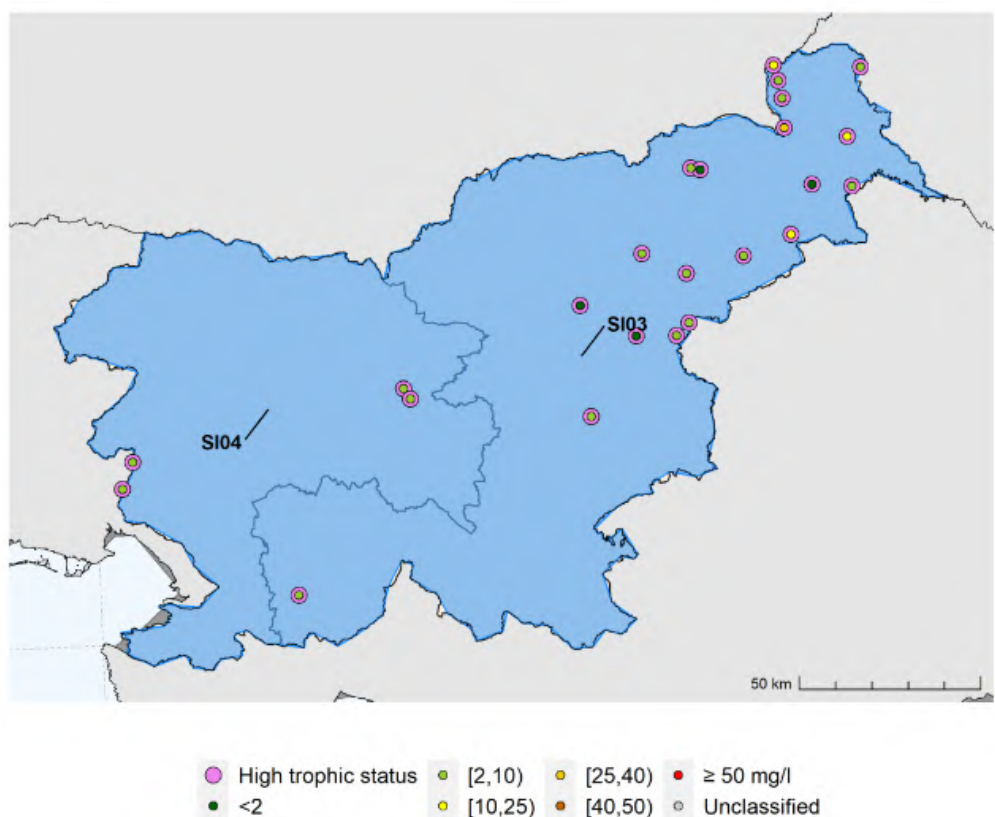 SI03
SI04
50 km
High trophic status [2,10) [25,40) ≥ 50 mg/l
<2 [10,25) [40,50) Unclassified